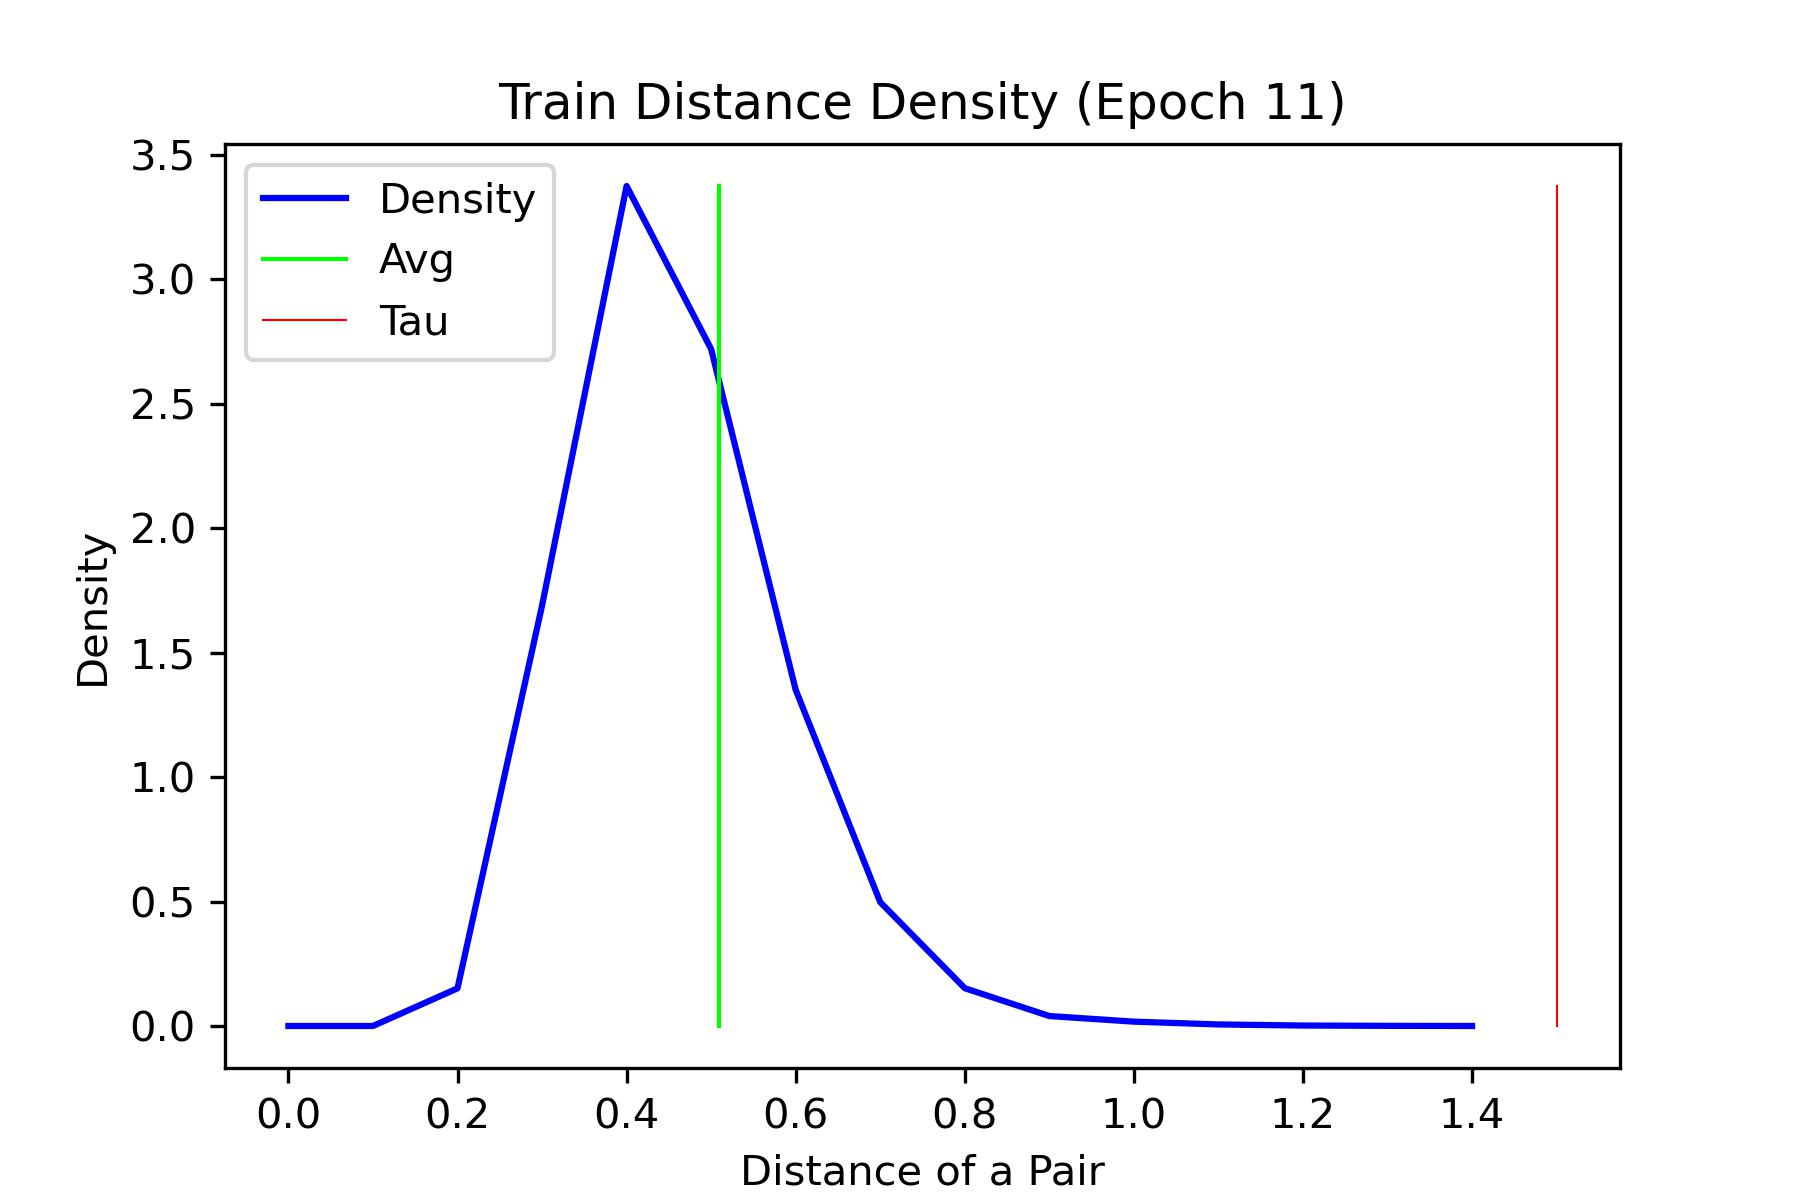 Train Distance Density (Epoch 11)
3.5
3.0
2.5
2.0
1.5
1.0
0.5
0.0
Density
Density
Avg
Tau
0.0 0.2 0.4 0.6 0.8 1.0 1.2 1.4
Distance of a Pair